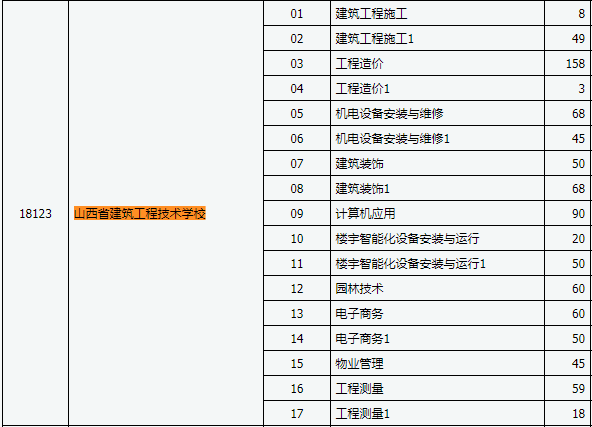 01 建筑工程施工 8
02 建筑工程施工1 49
03 工程造价 158
04 工程造价1 3
05 机电设备安装与维修 68
06 机电设备安装与维修1 45
07 建筑装饰 50
08 建筑装饰1 68
18123 山西省建筑工程技术学校 09 计算机应用 90
10 楼宇智能化设备安装与运行 20
11 楼宇智能化设备安装与运行1 50
12 园林技术 60
13 电子商务 60
14 电子商务1 50
15 物业管理 45
16 工程测量 59
17 工程测量1 18